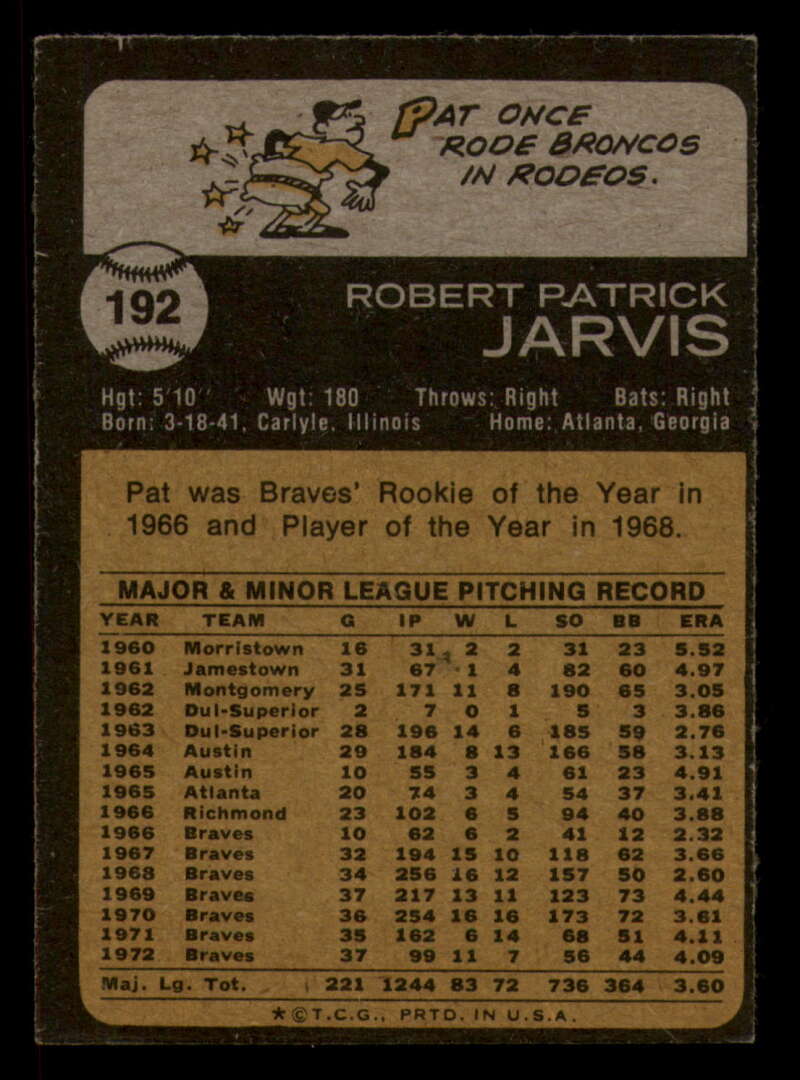 PAT ONCE
RODE BRONCOS
IN RODEOS.
192
ROBERT PATRICK
JARVIS
Hgt: 5'10" Wgt: 180 Throws: Right Bats: Right
Born: 3-18-41, Carlyle, Illinois Home: Atlanta, Georgia
Pat was Braves' Rookie of the Year in
1966 and Player of the Year in 1968.
MAJOR & MINOR LEAGUE PITCHING RECORD
YEAR TEAM G IP W L SO BB ERA
1960 Morristown 16 31 2 2 31 23 5.52
1961 Jamestown 31 67 1 4 82 60 4.97
1962 Montgomery 25 171 11 8 190 65 3.05
1962 Dul-Superior 2 7 0 1 5 3 3.86
1963 Dul-Superior 28 196 14 6 185 59 2.76
1964 Austin 29 184 8 13 166 58 3.13
1965 Austin 10 55 3 4 61 23 4.91
1965 Atlanta 20 74 3 4 54 37 3.41
1966 Richmond 23 102 6 5 94 40 3.88
1966 Braves 10 62 6 2 41 12 2.32
1967 Braves 32 194 15 10 118 62 3.66
1968 Braves 34 256 16 12 157 50 2.60
1969 Braves 37 217 13 11 123 73 4.44
1970 Braves 36 254 16 16 173 72 3.61
1971 Braves 35 162 6 14 68 51 4.11
1972 Braves 37 99 11 7 56 44 4.09
Maj. Lg. Tot. 221 1244 83 72 736 364 3.60
★©T.C.G., PRTD. IN U.S.A.